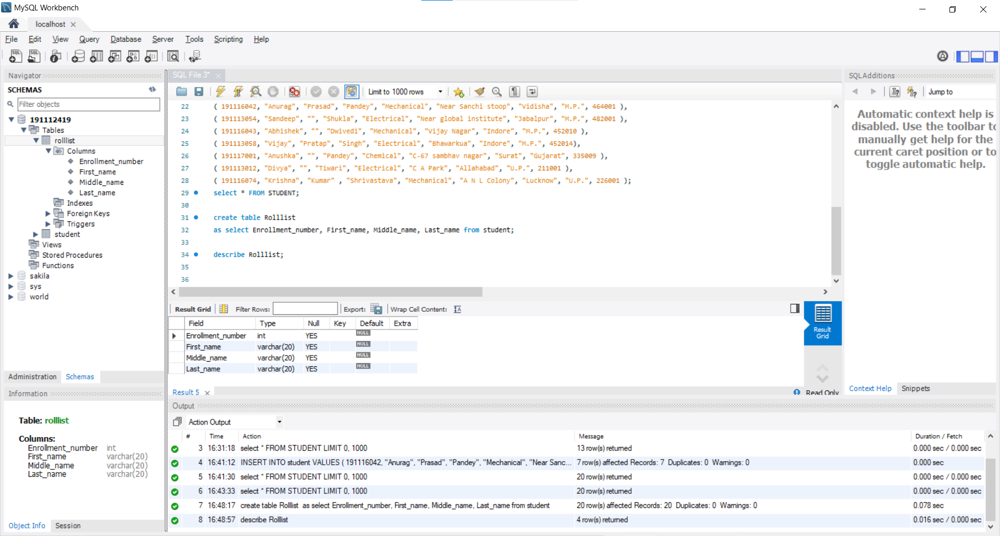 MySQL Workbench
localhost
File Edit View Query Database Server Tools Scripting Help
Navigator
SCHEMAS
Filter objects
191112419
Tables
rolllist
Columns
Enrollment_number
First_name
Middle_name
Last_name
Indexes
Foreign Keys
Triggers
student
Views
Stored Procedures
Functions
sakila
sys
world
Administration Schemas
Information
Table: rolllist
Columns:
Enrollment_number int
First_name varchar(20)
Middle_name varchar(20)
Last_name varchar(20)
Object Info Session
SQL File 3*
Limit to 1000 rows
22 ( 191116042, "Anurag", "Prasad", "Pandey", "Mechanical", "Near Sanchi stoop", "Vidisha", "M.P.", 464001 ),
23 ( 191113054, "Sandeep", "", "Shukla", "Electrical", "Near global institute", "Jabalpur", "M.P.", 482001 ),
24 ( 191116043, "Abhishek", "", "Dwivedi", "Mechanical", "Vijay Nagar", "Indore", "M.P.", 452010 ),
25 ( 191113058, "Vijay", "Pratap", "Singh", "Electrical", "Bhawarkua", "Indore", "M.P.", 452014),
26 ( 191117001, "Anushka", "", "Pandey", "Chemical", "C-67 sambhav nagar", "Surat", "Gujarat", 335009 ),
27 ( 191113012, "Divya", "", "Tiwari", "Electrical", "C A Park", "Allahabad", "U.P.", 211001 ),
28 ( 191116074, "Krishna", "Kumar" , "Shrivastava", "Mechanical", "A N L Colony", "Lucknow", "U.P.", 226001 );
29 select * FROM STUDENT;
30
31 create table Rolllist
32 as select Enrollment_number, First_name, Middle_name, Last_name from student;
33
34 describe Rolllist;
35
36
Result Grid Filter Rows: Export: Wrap Cell Content:
Field Type Null Key Default Extra
Enrollment_number int YES NULL
First_name varchar(20) YES NULL
Middle_name varchar(20) YES NULL
Last_name varchar(20) YES NULL
Result Grid
Result 5
Read Only
SQLAdditions
Jump to
Automatic context help is
disabled. Use the toolbar to
manually get help for the
current caret position or to
toggle automatic help.
Context Help Snippets
Output
Action Output
# Time Action Message Duration / Fetch
3 16:31:18 select * FROM STUDENT LIMIT 0, 1000 13 row(s) returned 0.000 sec / 0.000 sec
4 16:41:12 INSERT INTO student VALUES ( 191116042, "Anurag", "Prasad", "Pandey", "Mechanical", "Near Sanc... 7 row(s) affected Records: 7 Duplicates: 0 Warnings: 0 0.000 sec
5 16:41:30 select * FROM STUDENT LIMIT 0, 1000 20 row(s) returned 0.000 sec / 0.000 sec
6 16:43:33 select * FROM STUDENT LIMIT 0, 1000 20 row(s) returned 0.000 sec / 0.000 sec
7 16:48:17 create table Rolllist as select Enrollment_number, First_name, Middle_name, Last_name from student 20 row(s) affected Records: 20 Duplicates: 0 Warnings: 0 0.078 sec
8 16:48:57 describe Rolllist 4 row(s) returned 0.016 sec / 0.000 sec